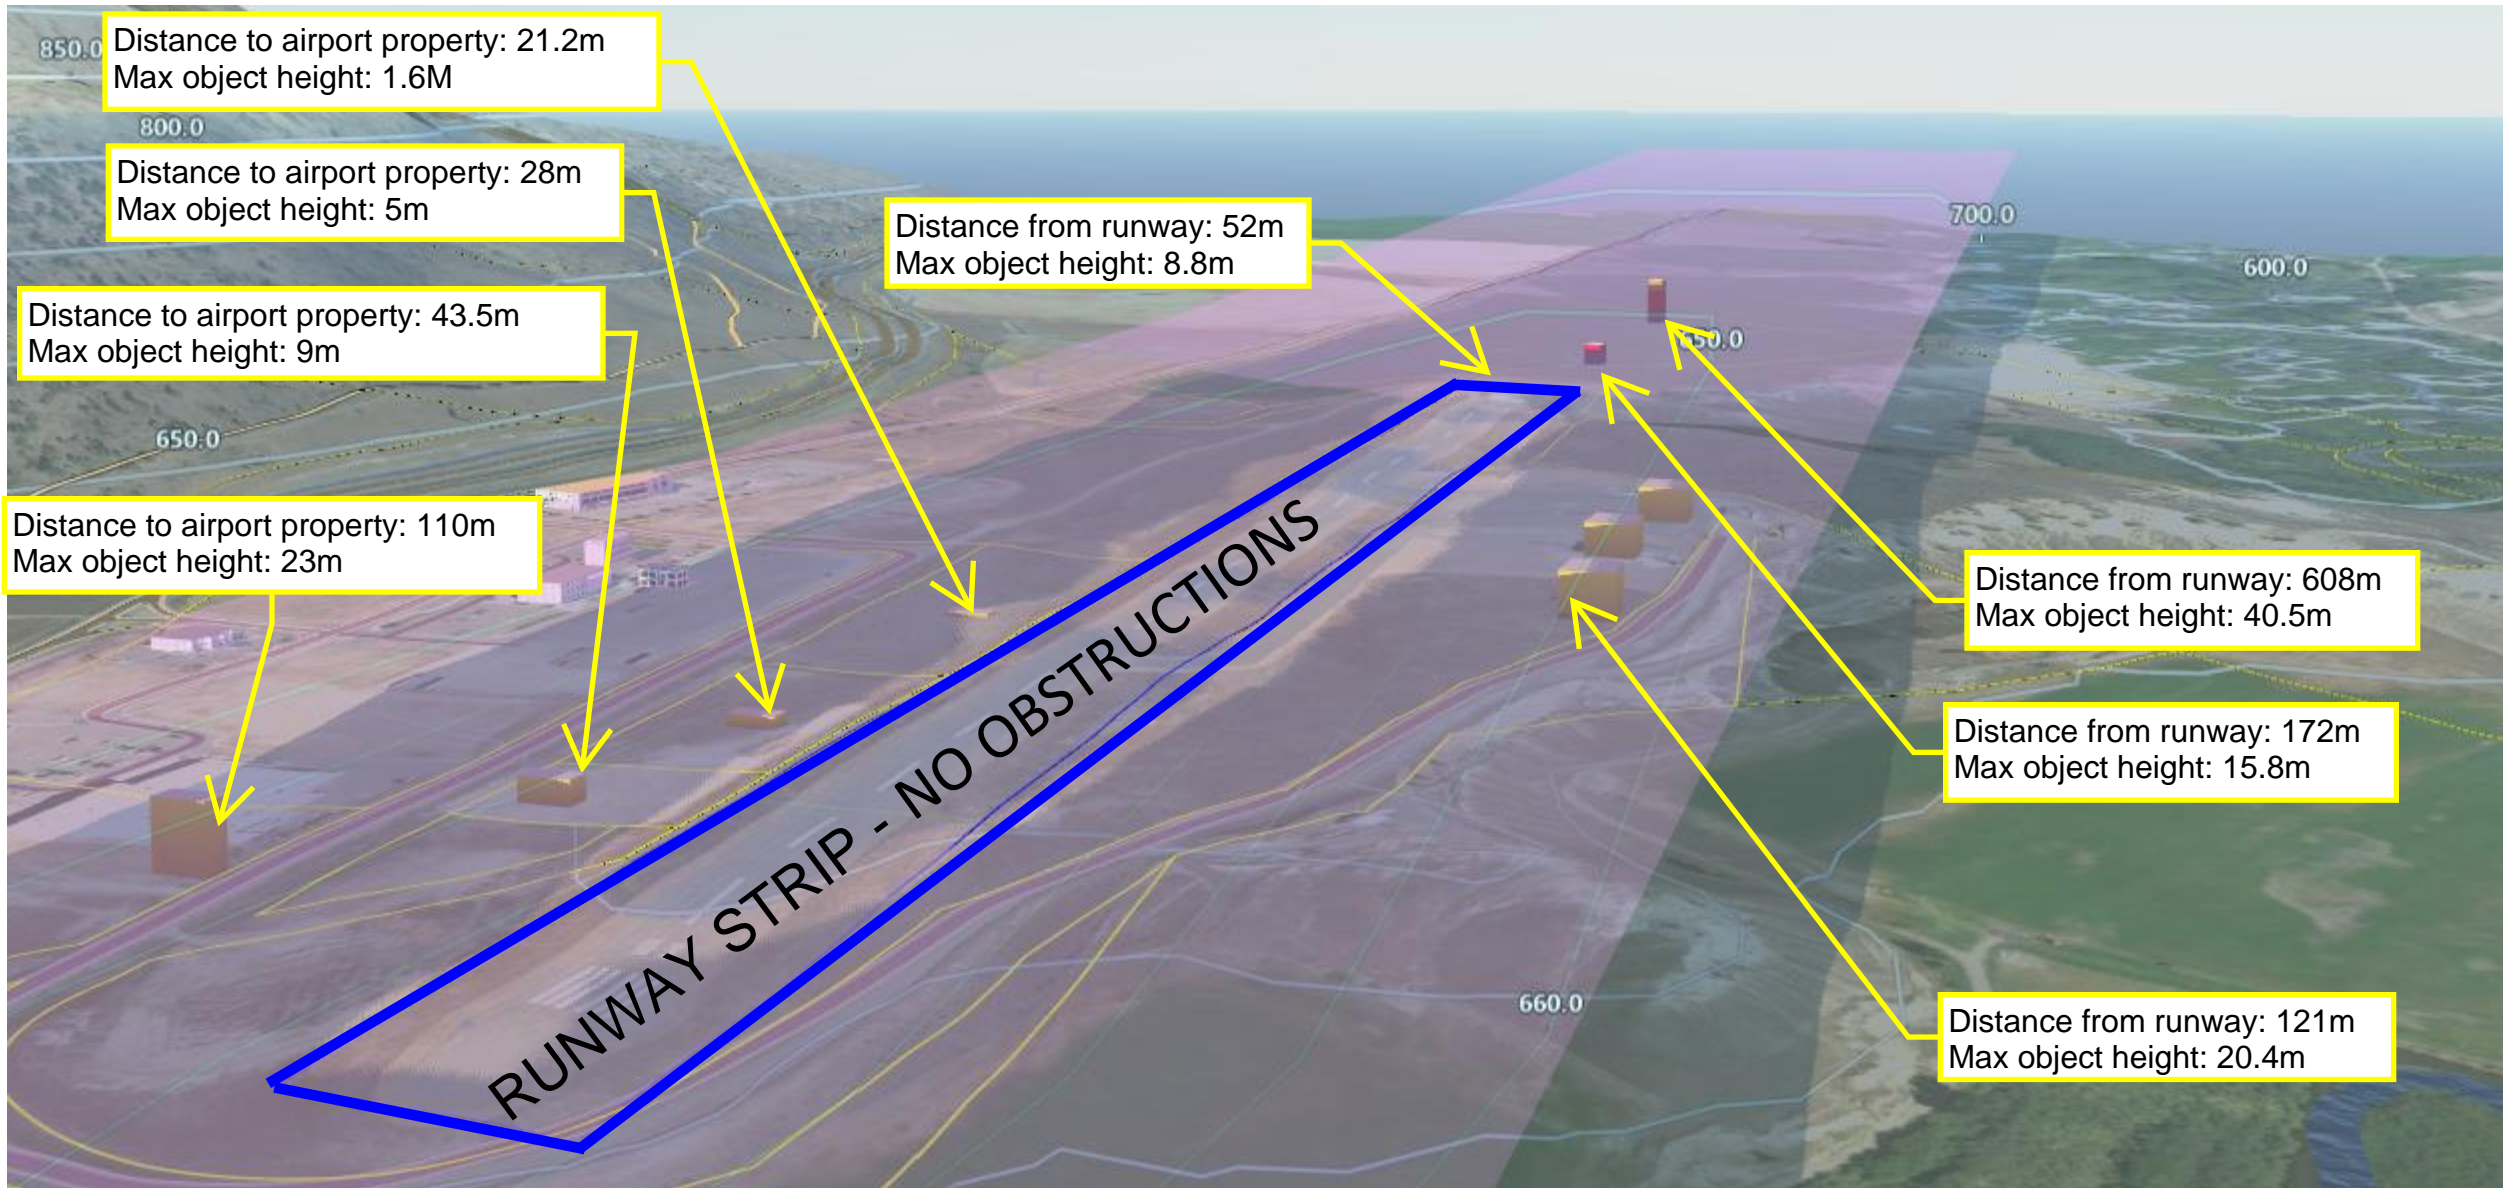 850.0
Distance to airport property: 21.2m
Max object height: 1.6M
800.0
Distance to airport property: 28m
Max object height: 5m
Distance from runway: 52m
Max object height: 8.8m
700.0
600.0
Distance to airport property: 43.5m
Max object height: 9m
650.0
650.0
Distance to airport property: 110m
Max object height: 23m
RUNWAY STRIP - NO OBSTRUCTIONS
Distance from runway: 608m
Max object height: 40.5m
Distance from runway: 172m
Max object height: 15.8m
660.0
Distance from runway: 121m
Max object height: 20.4m